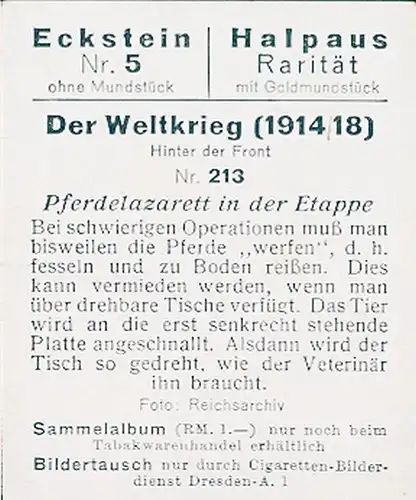 Eckstein Halpaus
Nr. 5 Rarität
ohne Mundstück mit Goldmundstück
Der Weltkrieg (1914/18)
Hinter der Front
Nr. 213
Pferdelazarett in der Etappe
Bei schwierigen Operationen muß man
bisweilen die Pferde „werfen“, d. h.
fesseln und zu Boden reißen. Dies
kann vermieden werden, wenn man
über drehbare Tische verfügt. Das Tier
wird an die erst senkrecht stehende
Platte angeschnallt. Alsdann wird der
Tisch so gedreht, wie der Veterinär
ihn braucht.
Foto: Reichsarchiv
Sammelalbum (RM. 1.—) nur noch beim
Tabakwarenhandel erhältlich
Bildertausch nur durch Cigaretten-Bilder-
dienst Dresden-A. 1